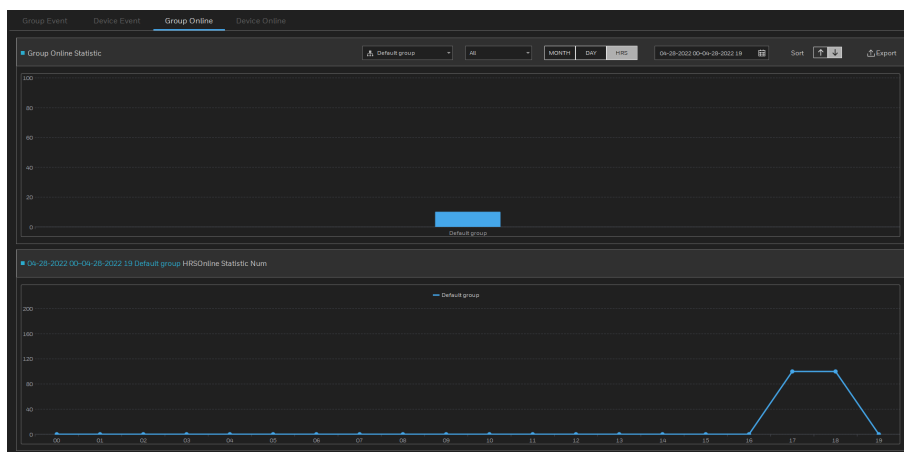 Group Event Device Event Group Online Device Online
Group Online Statistic Default group All MONTH DAY HRS 04-28-2022 00-04-28-2022 19 Sort Export
100
80
60
40
20
0
Default group
04-28-2022 00-04-28-2022 19 Default group HRSOnline Statistic Num
Default group
200
160
120
80
40
0
00 01 02 03 04 05 06 07 08 09 10 11 12 13 14 15 16 17 18 19